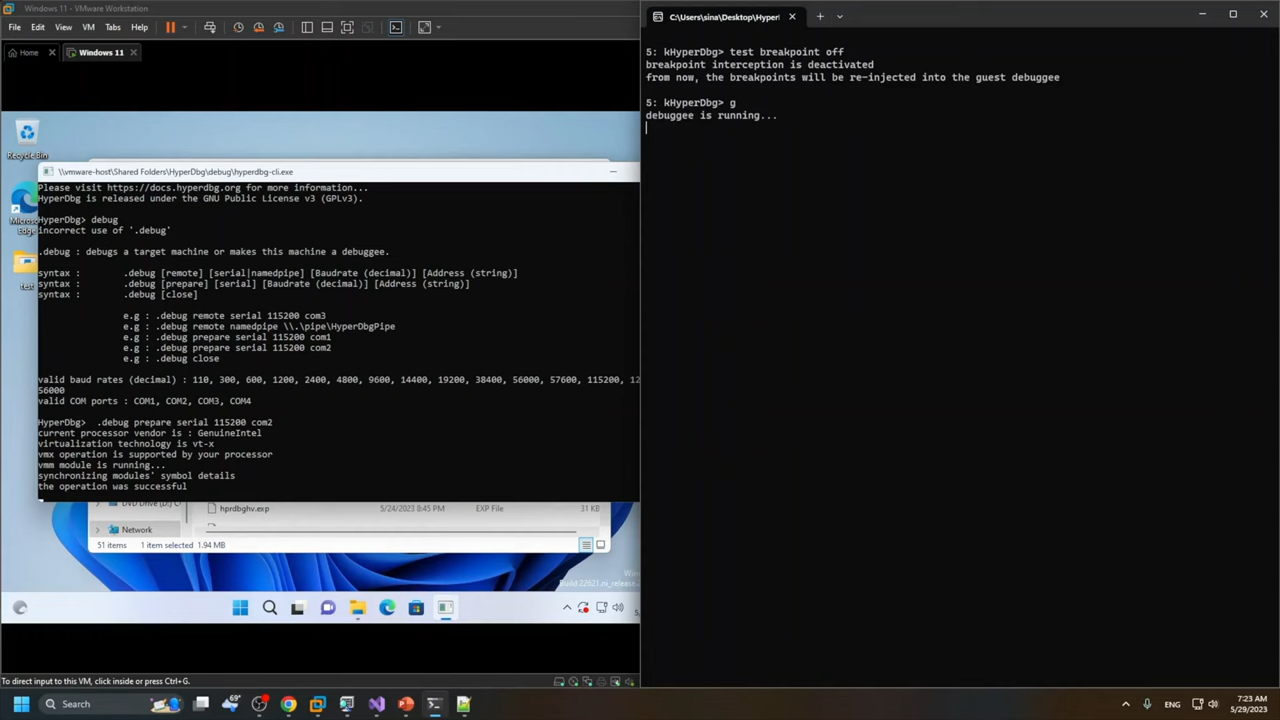 Windows 11 - VMware Workstation
File Edit View VM Tabs
Home
Windows 11
Recycle Bin
Edge
\\vmware-host\Shared Folders\HyperDbg\debug\hyperdbg-cli.exe
Please visit https://docs.hyperdbg.org for more information...
HyperDbg is released under the GNU Public License v3 (GPLv3).
HyperDbg> debug
incorrect use of '.debug'
.debug : debugs a target machine or makes this machine a debuggee.
syntax : .debug [remote] [serial|namedpipe] [Baudrate (decimal)] [Address (string)]
syntax : .debug [prepare] [serial] [Baudrate (decimal)] [Address (string)]
syntax : .debug [close]
e.g : .debug remote serial 115200 com3
e.g : .debug remote namedpipe \\.\pipe\HyperDbgPipe
e.g : .debug prepare serial 115200 com1
e.g : .debug prepare serial 115200 com2
e.g : .debug close
valid baud rates (decimal) : 110, 300, 600, 1200, 2400, 4800, 9600, 14400, 19200, 38400, 56000, 57600, 115200, 12
56000
valid COM ports : COM1, COM2, COM3, COM4
HyperDbg> .debug prepare serial 115200 com2
current processor vendor is : GenuineIntel
virtualization technology is vt-x
vmx operation is supported by your processor
vmm module is running...
synchronizing modules' symbol details
the operation was successful
DVD Drive (D:) C
hprdbghv.exp 5/24/2023 8:45 PM EXP File 31 KB
Network
51 items 1 item selected 1.94 MB
Build 22621.ni_release
To direct input to this VM, click inside or press Ctrl+G.
C:\Users\sina\Desktop\Hyper
5: kHyperDbg> test breakpoint off
breakpoint interception is deactivated
from now, the breakpoints will be re-injected into the guest debuggee
5: kHyperDbg> g
debuggee is running...
Search
69°
ENG
7:23 AM
5/29/2023